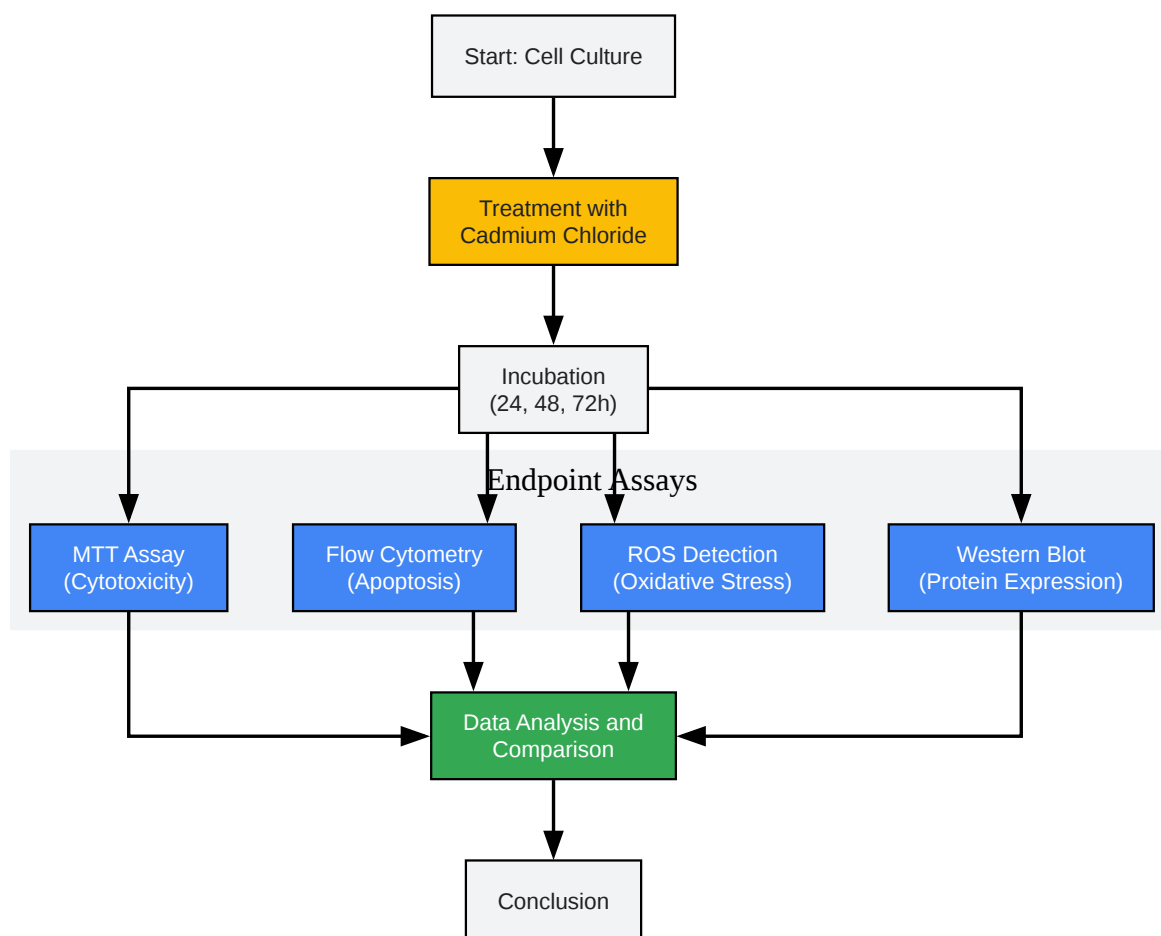 Start: Cell Culture
Treatment with
Cadmium Chloride
Incubation
(24, 48, 72h)
Endpoint Assays
MTT Assay
(Cytotoxicity)
Flow Cytometry
(Apoptosis)
ROS Detection
(Oxidative Stress)
Western Blot
(Protein Expression)
Data Analysis and
Comparison
Conclusion